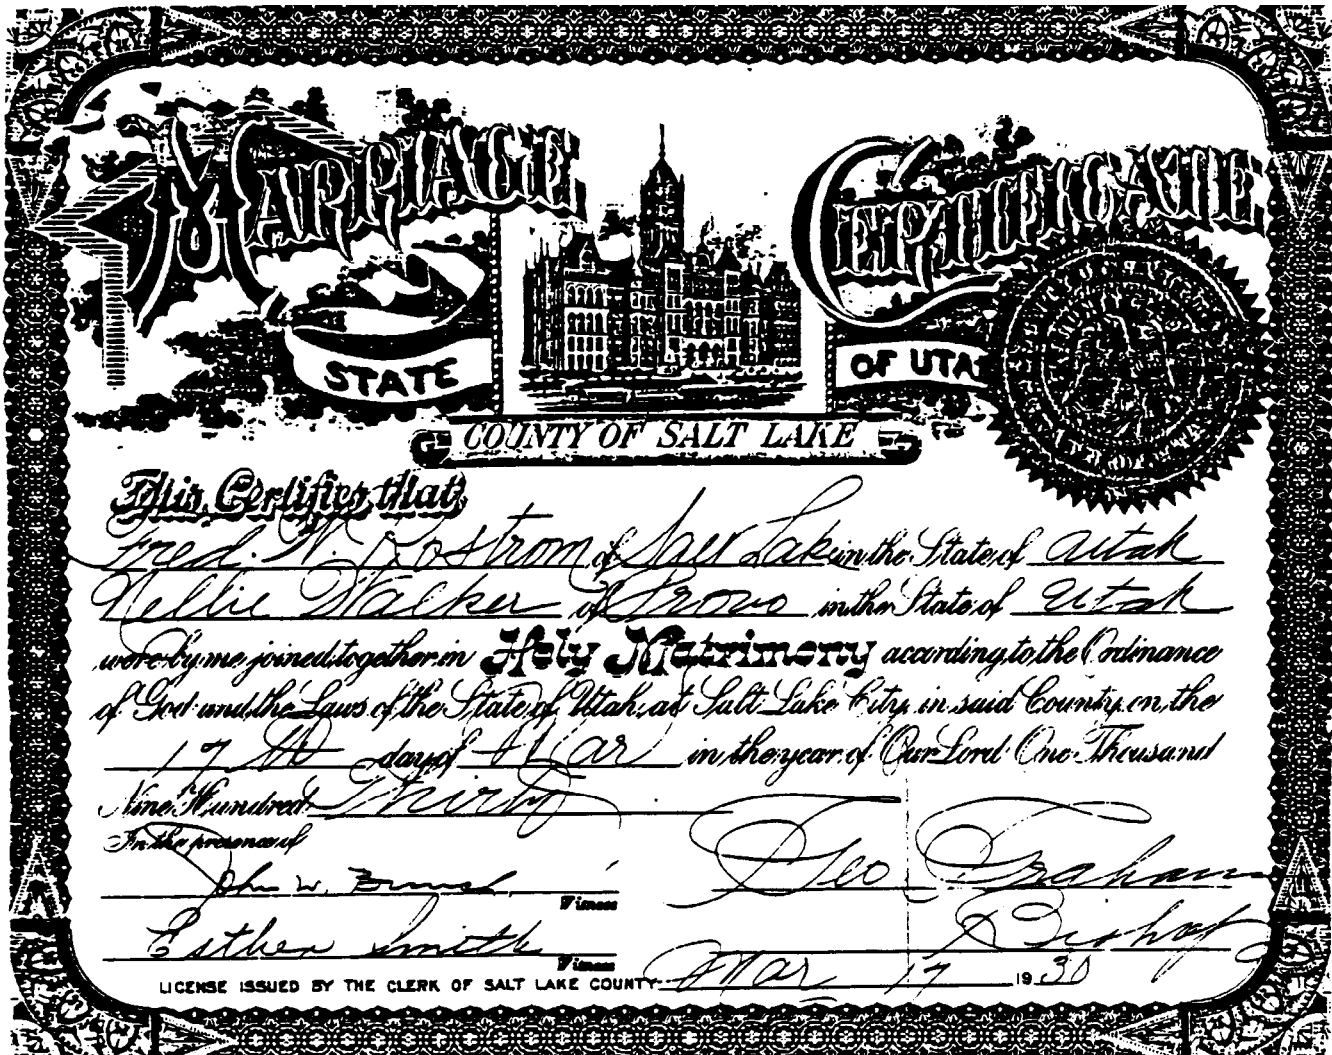 MARRIAGE CERTIFICATE
STATE OF UTAH
COUNTY OF SALT LAKE
This Certifies that
Fred. W. Rostrom of Salt Lake in the State of Utah
Nellie Walker of Provo in the State of Utah
were by me joined together in Holy Matrimony according to the Ordinance
of God and the Laws of the State of Utah, at Salt Lake City, in said County, on the
17th day of Mar in the year of Our Lord One Thousand
Nine Hundred Thirty
In the presence of
Geo Graham
John W.
Witness
Bishop
Esther Smith
Witness
LICENSE ISSUED BY THE CLERK OF SALT LAKE COUNTY Mar 17 1930